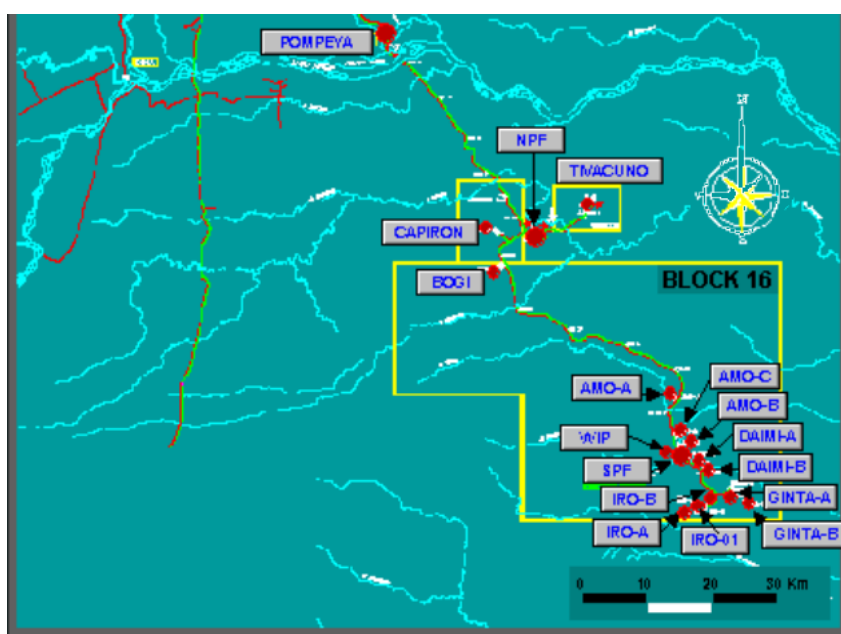 POMPEYA
NPF
TIVACUNO
CAPIRON
BOGI
BLOCK 16
AMO-C
AMO-A
AMO-B
WIP
DAIMI-A
SPF
DAIMI-B
IRO-B
GINTA-A
IRO-A
IRO-01
GINTA-B
0 10 20 30 Km